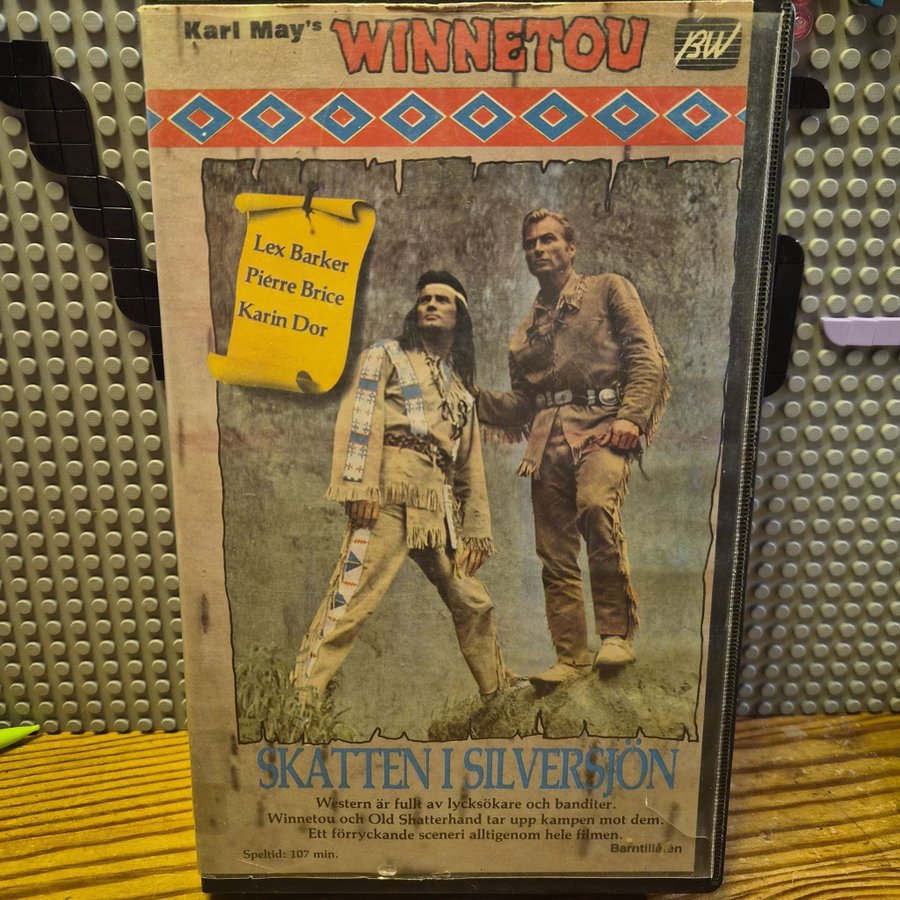 Karl May's WINNETOU BW
Lex Barker
Pierre Brice
Karin Dor
SKATTEN I SILVERSJÖN
Western är fullt av lycksökare och banditer.
Winnetou och Old Shatterhand tar upp kampen mot dem.
Ett förryckande sceneri alltigenom hele filmen.
Speltid: 107 min. Barntillåten